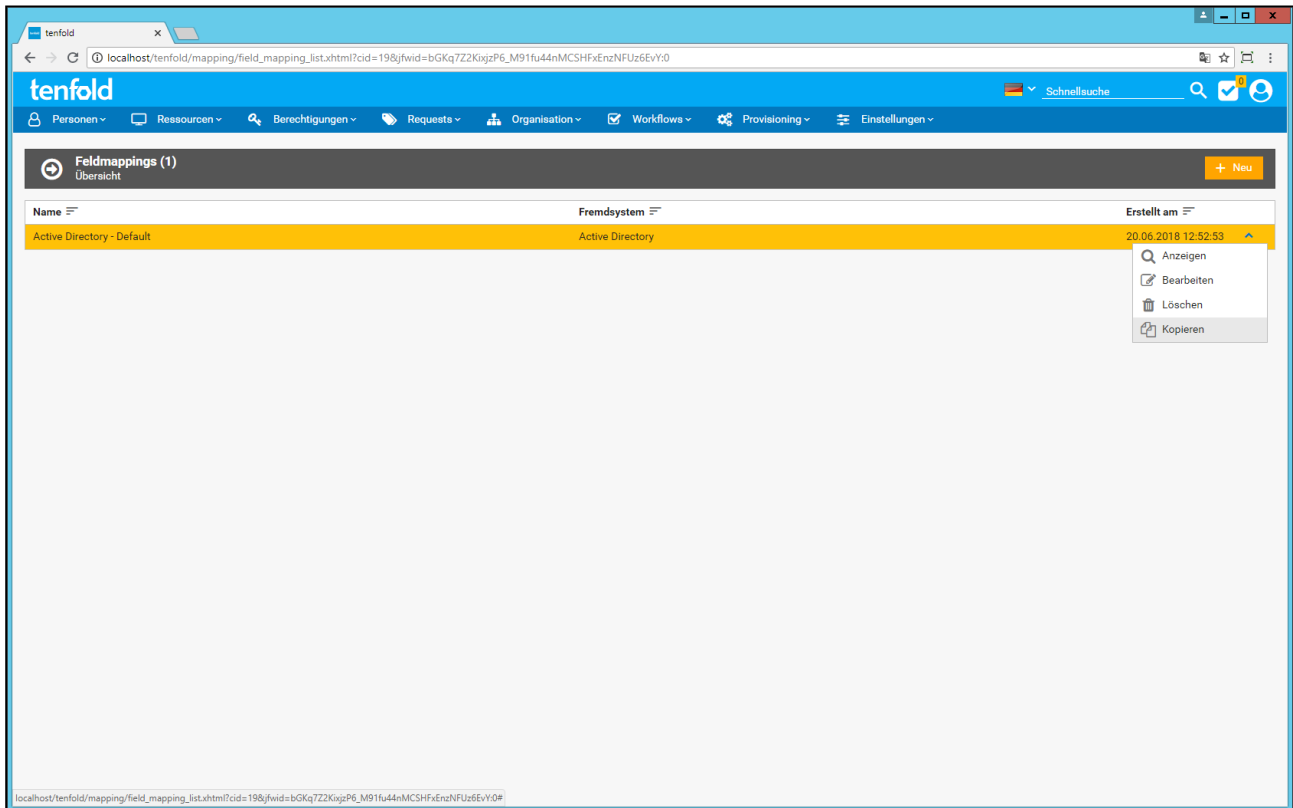 tenfold
localhost/tenfold/mapping/field_mapping_list.xhtml?cid=19&jfwid=bGKq7Z2KixjzP6_M91fu44nMCSHFxEnzNFUz6EvY:0
tenfold
Schnellsuche
0
Personen Ressourcen Berechtigungen Requests Organisation Workflows Provisioning Einstellungen
Feldmappings (1)
Übersicht
+ Neu
Name Fremdsystem Erstellt am
Active Directory - Default Active Directory 20.06.2018 12:52:53
Anzeigen
Bearbeiten
Löschen
Kopieren
localhost/tenfold/mapping/field_mapping_list.xhtml?cid=19&jfwid=bGKq7Z2KixjzP6_M91fu44nMCSHFxEnzNFUz6EvY:0#